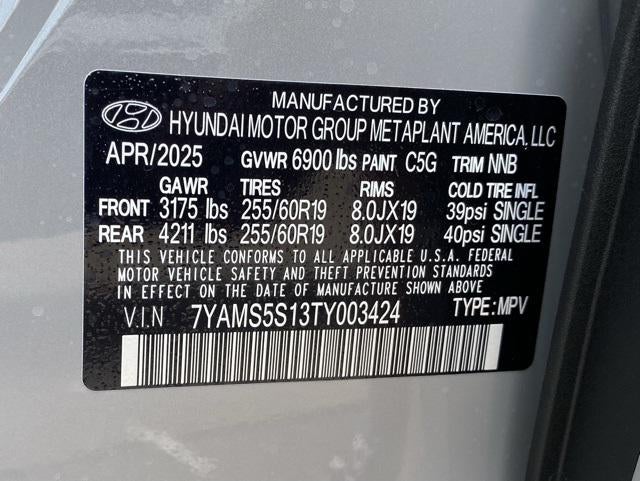 MANUFACTURED BY
HYUNDAI MOTOR GROUP METAPLANT AMERICA, LLC
APR/2025 GVWR 6900 lbs PAINT C5G TRIM NNB
GAWR TIRES RIMS COLD TIRE INFL
FRONT 3175 lbs 255/60R19 8.0JX19 39psi SINGLE
REAR 4211 lbs 255/60R19 8.0JX19 40psi SINGLE
THIS VEHICLE CONFORMS TO ALL APPLICABLE U.S.A. FEDERAL
MOTOR VEHICLE SAFETY AND THEFT PREVENTION STANDARDS
IN EFFECT ON THE DATE OF MANUFACTURE SHOWN ABOVE
V.I.N 7YAMS5S13TY003424 TYPE: MPV